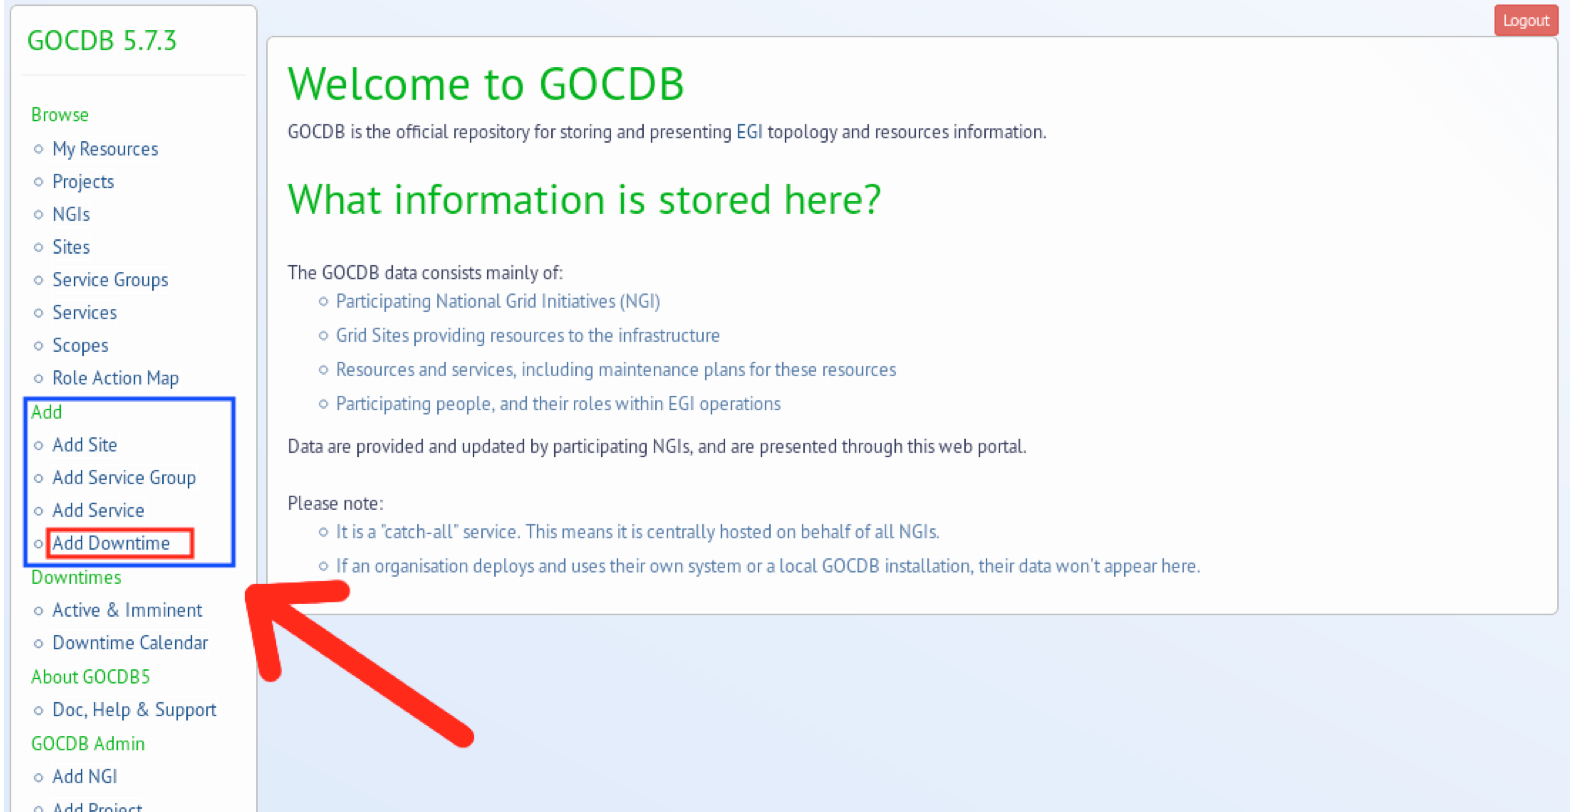 Logout
GOCDB 5.7.3
Browse
My Resources
Projects
NGIs
Sites
Service Groups
Services
Scopes
Role Action Map
Add
Add Site
Add Service Group
Add Service
Add Downtime
Downtimes
Active & Imminent
Downtime Calendar
About GOCDB5
Doc, Help & Support
GOCDB Admin
Add NGI
Add Project
Welcome to GOCDB
GOCDB is the official repository for storing and presenting EGI topology and resources information.
What information is stored here?
The GOCDB data consists mainly of:
Participating National Grid Initiatives (NGI)
Grid Sites providing resources to the infrastructure
Resources and services, including maintenance plans for these resources
Participating people, and their roles within EGI operations
Data are provided and updated by participating NGIs, and are presented through this web portal.
Please note:
It is a "catch-all" service. This means it is centrally hosted on behalf of all NGIs.
If an organisation deploys and uses their own system or a local GOCDB installation, their data won't appear here.